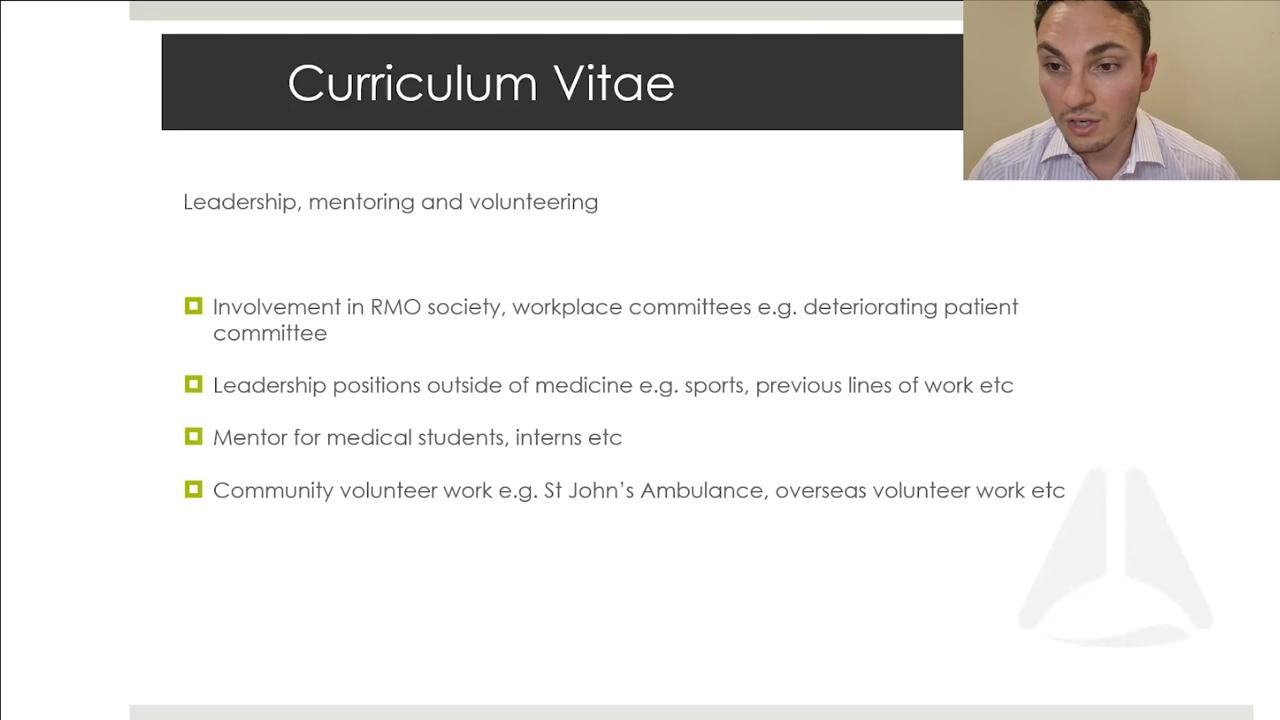 Curriculum Vitae
Leadership, mentoring and volunteering
Involvement in RMO society, workplace committees e.g. deteriorating patient
committee
Leadership positions outside of medicine e.g. sports, previous lines of work etc
Mentor for medical students, interns etc
Community volunteer work e.g. St John’s Ambulance, overseas volunteer work etc